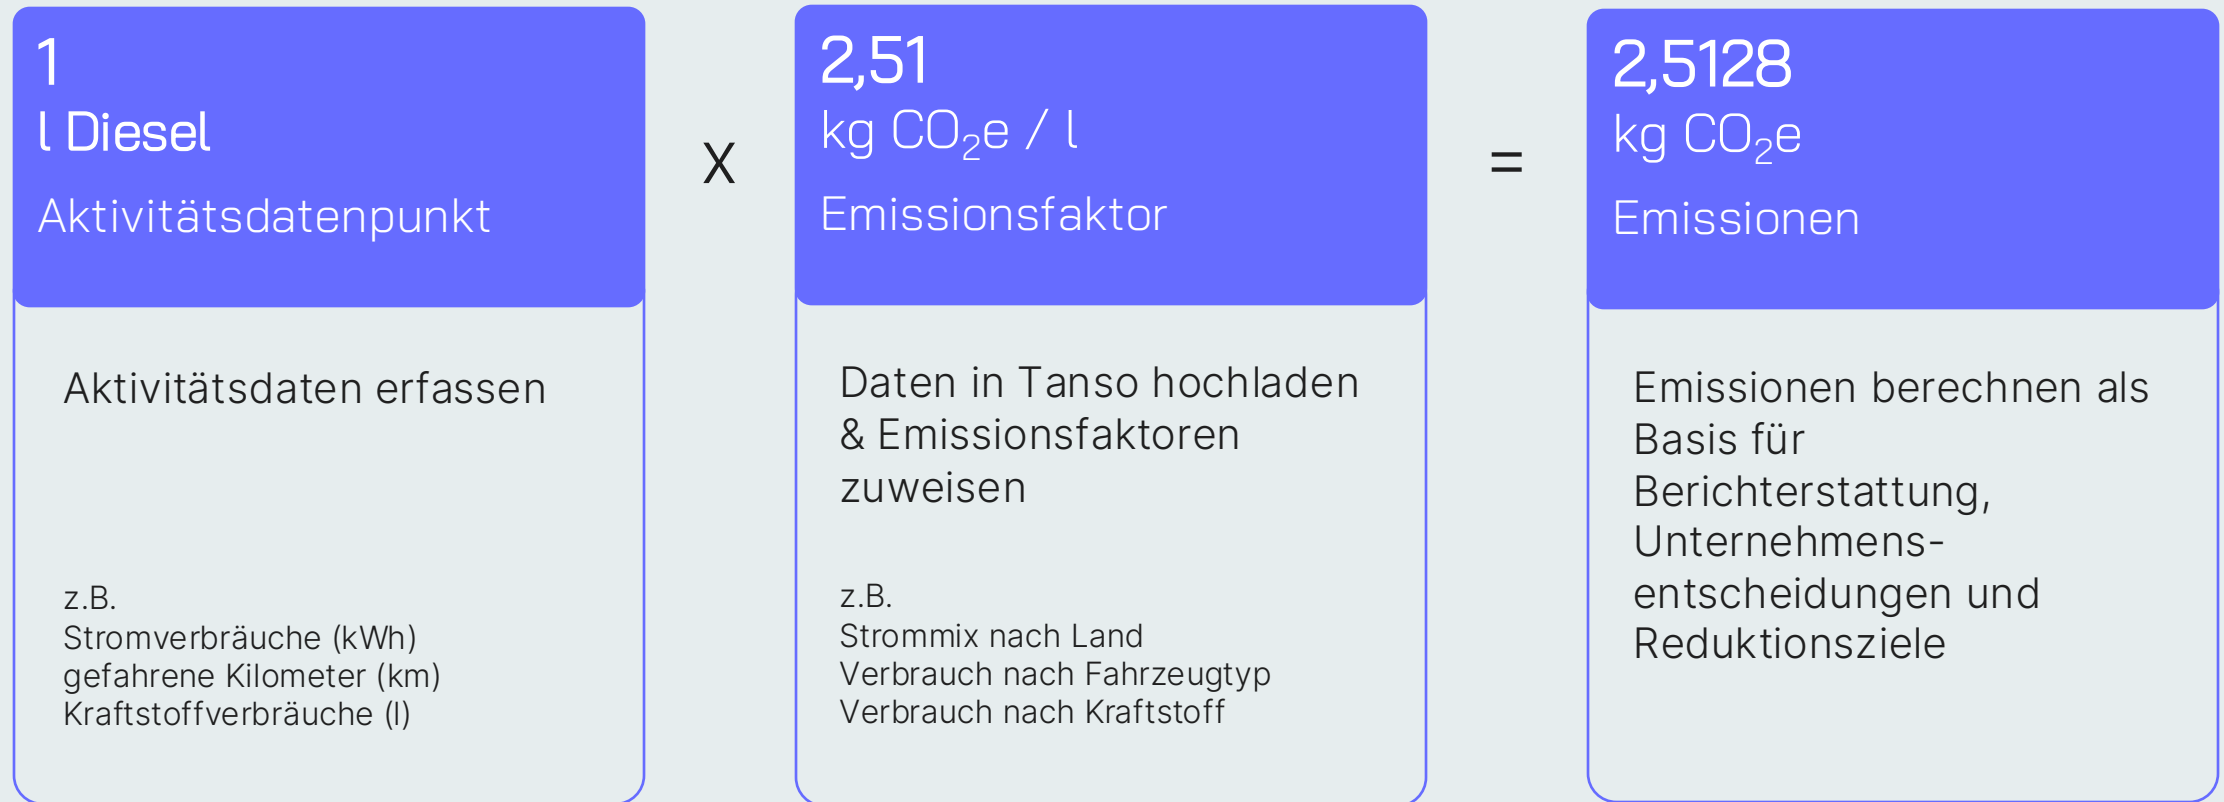 1
l Diesel
Aktivitätsdatenpunkt
X
2,51
kg CO₂e / l
Emissionsfaktor
=
2,5128
kg CO₂e
Emissionen
Aktivitätsdaten erfassen
z.B.
Stromverbräuche (kWh)
gefahrene Kilometer (km)
Kraftstoffverbräuche (l)
Daten in Tanso hochladen
& Emissionsfaktoren
zuweisen
z.B.
Strommix nach Land
Verbrauch nach Fahrzeugtyp
Verbrauch nach Kraftstoff
Emissionen berechnen als
Basis für
Berichterstattung,
Unternehmens-
entscheidungen und
Reduktionsziele